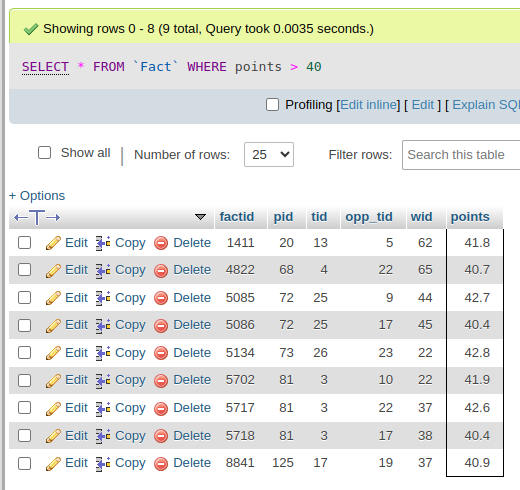 Showing rows 0 - 8 (9 total, Query took 0.0035 seconds.)
SELECT * FROM `Fact` WHERE points > 40
Profiling [Edit inline] [ Edit ] [ Explain SQL
Show all Number of rows: 25 Filter rows: Search this table
+ Options
←T→ factid pid tid opp_tid wid points
Edit Copy Delete 1411 20 13 5 62 41.8
Edit Copy Delete 4822 68 4 22 65 40.7
Edit Copy Delete 5085 72 25 9 44 42.7
Edit Copy Delete 5086 72 25 17 45 40.4
Edit Copy Delete 5134 73 26 23 22 42.8
Edit Copy Delete 5702 81 3 10 22 41.9
Edit Copy Delete 5717 81 3 22 37 42.6
Edit Copy Delete 5718 81 3 17 38 40.4
Edit Copy Delete 8841 125 17 19 37 40.9